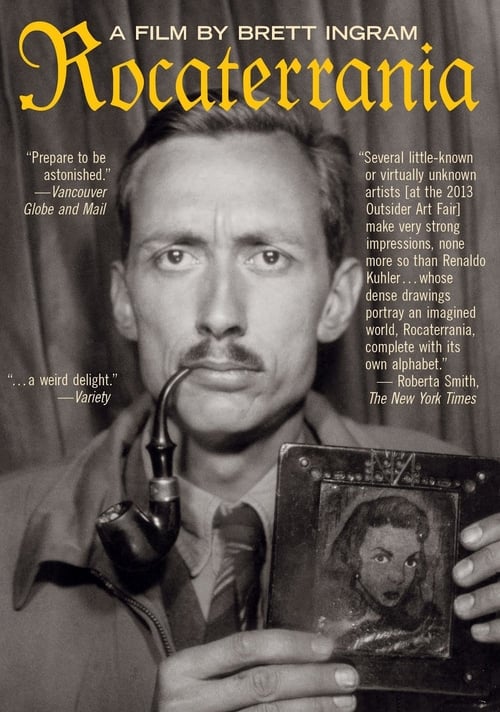 A FILM BY BRETT INGRAM
Rocaterrania
“Prepare to be
astonished.”
—Vancouver
Globe and Mail
“...a weird delight.”
—Variety
“Several little-known
or virtually unknown
artists [at the 2013
Outsider Art Fair]
make very strong
impressions, none
more so than Renaldo
Kuhler...whose
dense drawings
portray an imagined
world, Rocaterrania,
complete with its
own alphabet.”
— Roberta Smith,
The New York Times